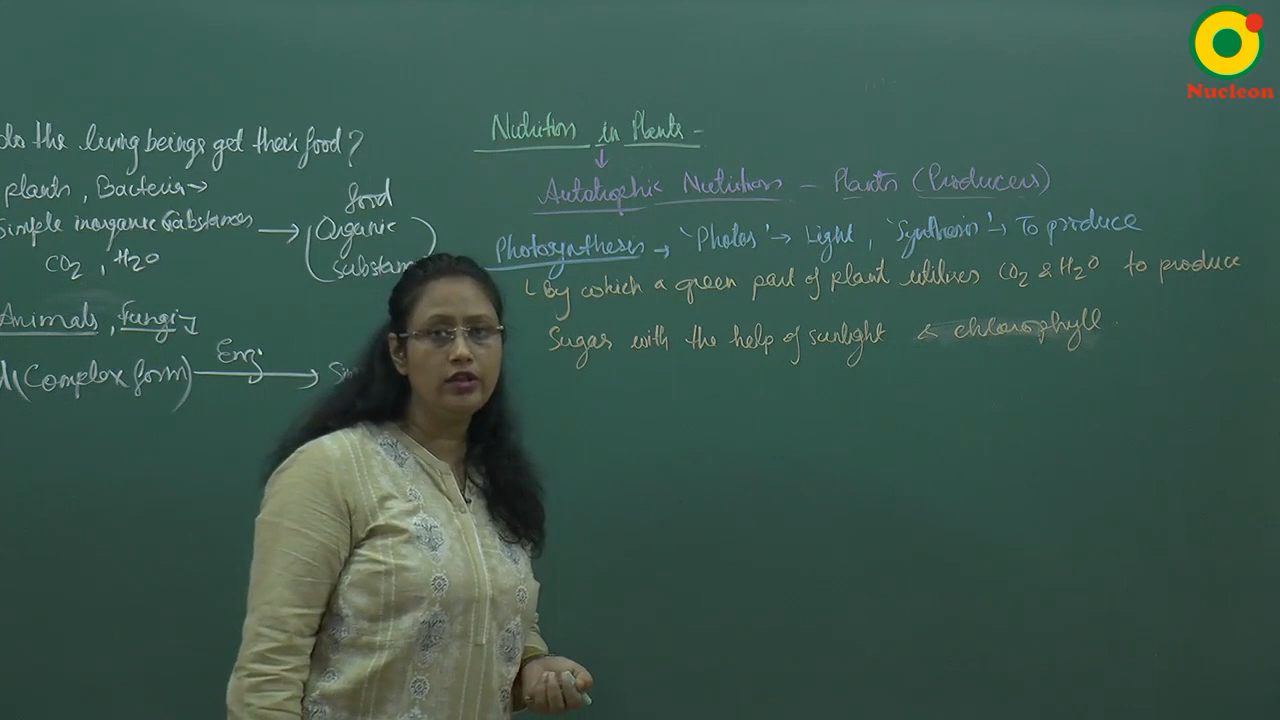 do the living beings get their food?
plants, Bacteria →
Simple inorganic Substances → (Organic
food
CO2, H2O
Animals, Fungi
(Complex form) Enz →
Nutrition in Plants -
↓
Autotrophic Nutrition - Plants (Producers)
Photosynthesis → 'Photos' → Light, 'Synthesis' → To produce
By which a green part of plant utilises CO2 & H2O to produce
Sugar with the help of sunlight & chlorophyll.
Nucleon